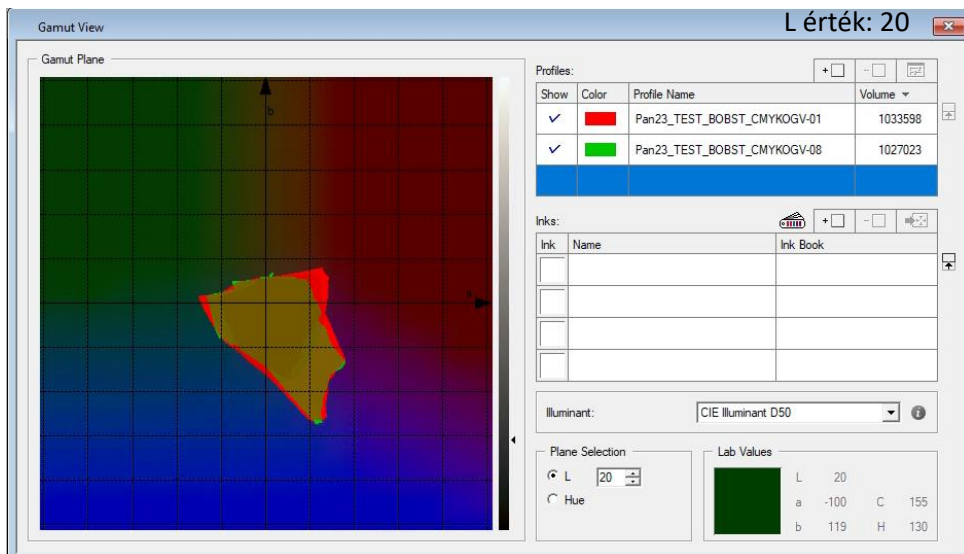 L érték: 20
Gamut View
Gamut Plane
b
a
Profiles:
Show Color Profile Name Volume
Pan23_TEST_BOBST_CMYKOGV-01 1033598
Pan23_TEST_BOBST_CMYKOGV-08 1027023
Inks:
Ink Name Ink Book
Illuminant: CIE Illuminant D50
Plane Selection
L 20
Hue
Lab Values
L 20
a -100 C 155
b 119 H 130